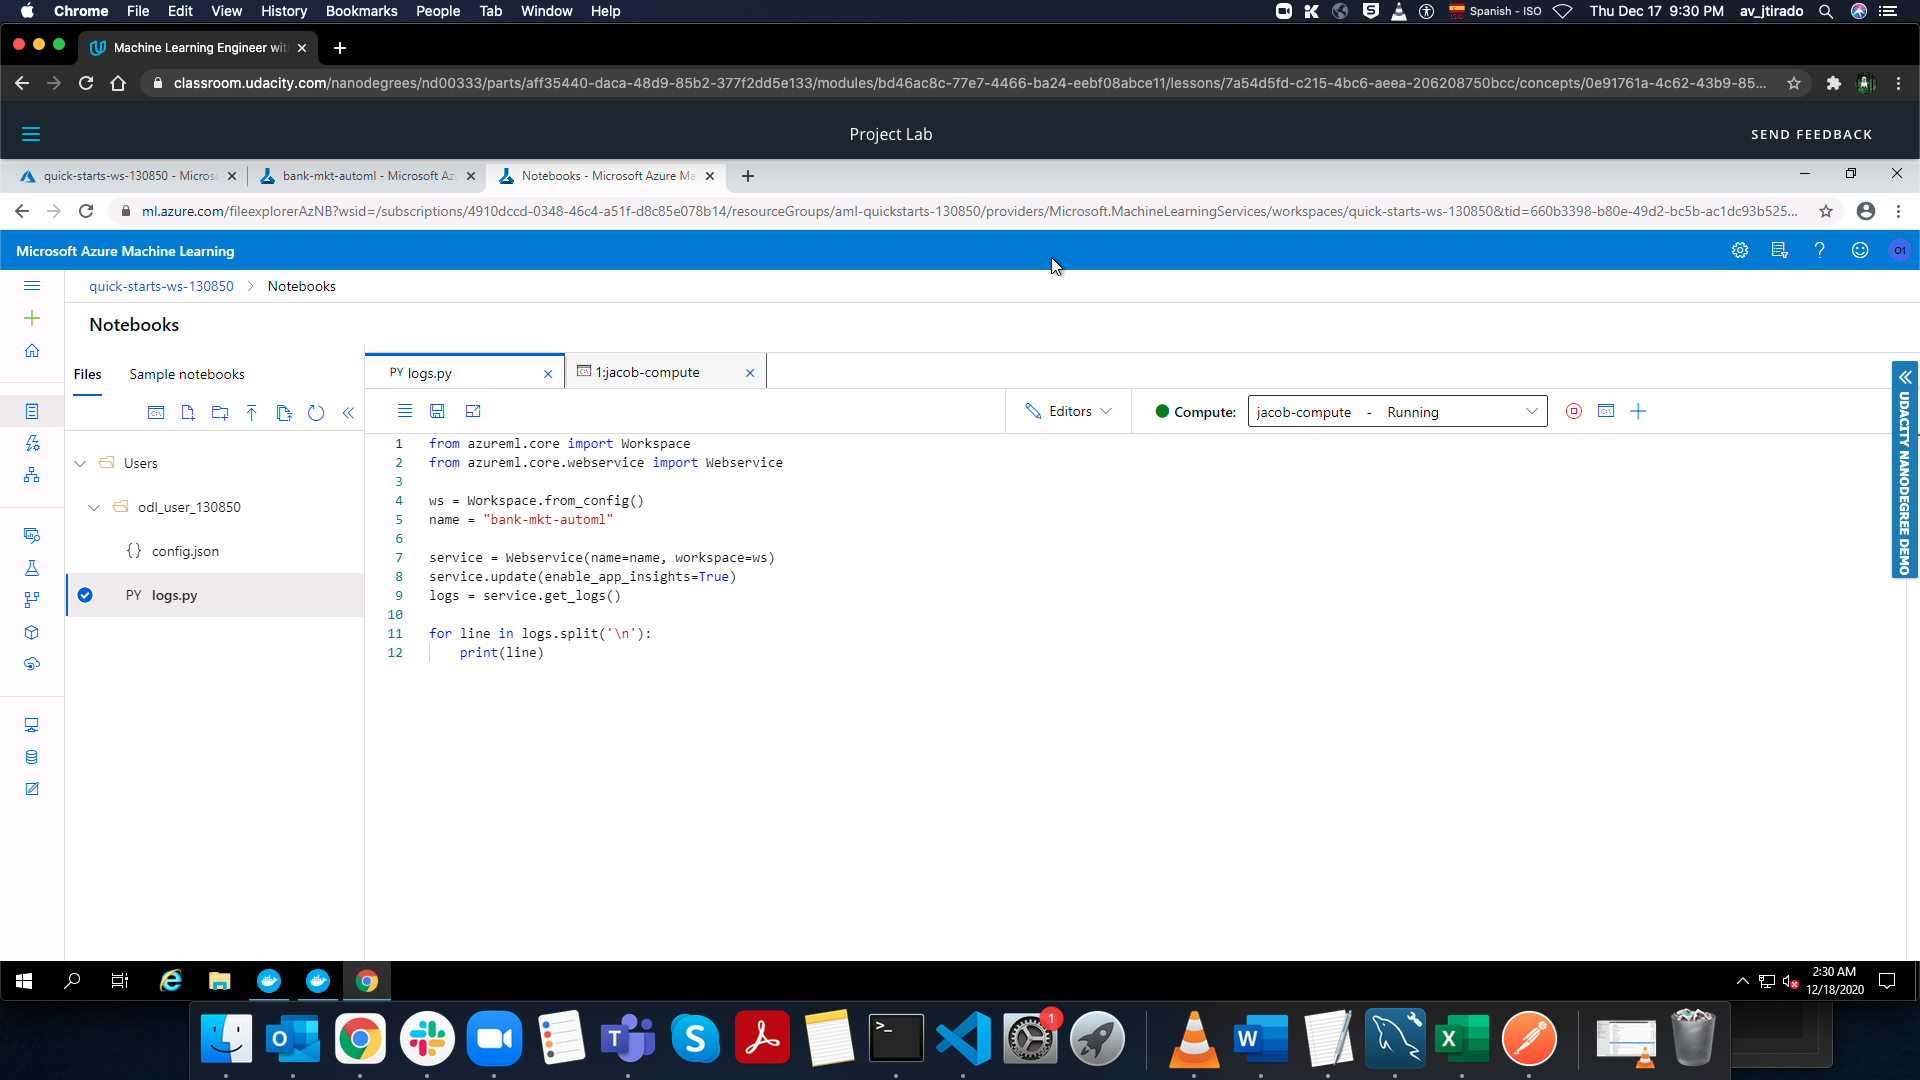 Chrome File Edit View History Bookmarks People Tab Window Help
Spanish - ISO Thu Dec 17 9:30 PM av_jtirado
Machine Learning Engineer wit
classroom.udacity.com/nanodegrees/nd00333/parts/aff35440-daca-48d9-85b2-377f2dd5e133/modules/bd46ac8c-77e7-4466-ba24-eebf08abce11/lessons/7a54d5fd-c215-4bc6-aeea-206208750bcc/concepts/0e91761a-4c62-43b9-85...
Project Lab
SEND FEEDBACK
quick-starts-ws-130850 - Micros
bank-mkt-automl - Microsoft Az
Notebooks - Microsoft Azure Ma
ml.azure.com/fileexplorerAzNB?wsid=/subscriptions/4910dccd-0348-46c4-a51f-d8c85e078b14/resourceGroups/aml-quickstarts-130850/providers/Microsoft.MachineLearningServices/workspaces/quick-starts-ws-130850&tid=660b3398-b80e-49d2-bc5b-ac1dc93b525...
Microsoft Azure Machine Learning
O1
quick-starts-ws-130850 > Notebooks
Notebooks
Files
Sample notebooks
PY logs.py
1:jacob-compute
Editors
Compute:
jacob-compute - Running
Users
odl_user_130850
{} config.json
PY logs.py
1 from azureml.core import Workspace
2 from azureml.core.webservice import Webservice
3
4 ws = Workspace.from_config()
5 name = "bank-mkt-automl"
6
7 service = Webservice(name=name, workspace=ws)
8 service.update(enable_app_insights=True)
9 logs = service.get_logs()
10
11 for line in logs.split('\n'):
12     print(line)
UDACITY NANODEGREE DEMO
2:30 AM
12/18/2020
1